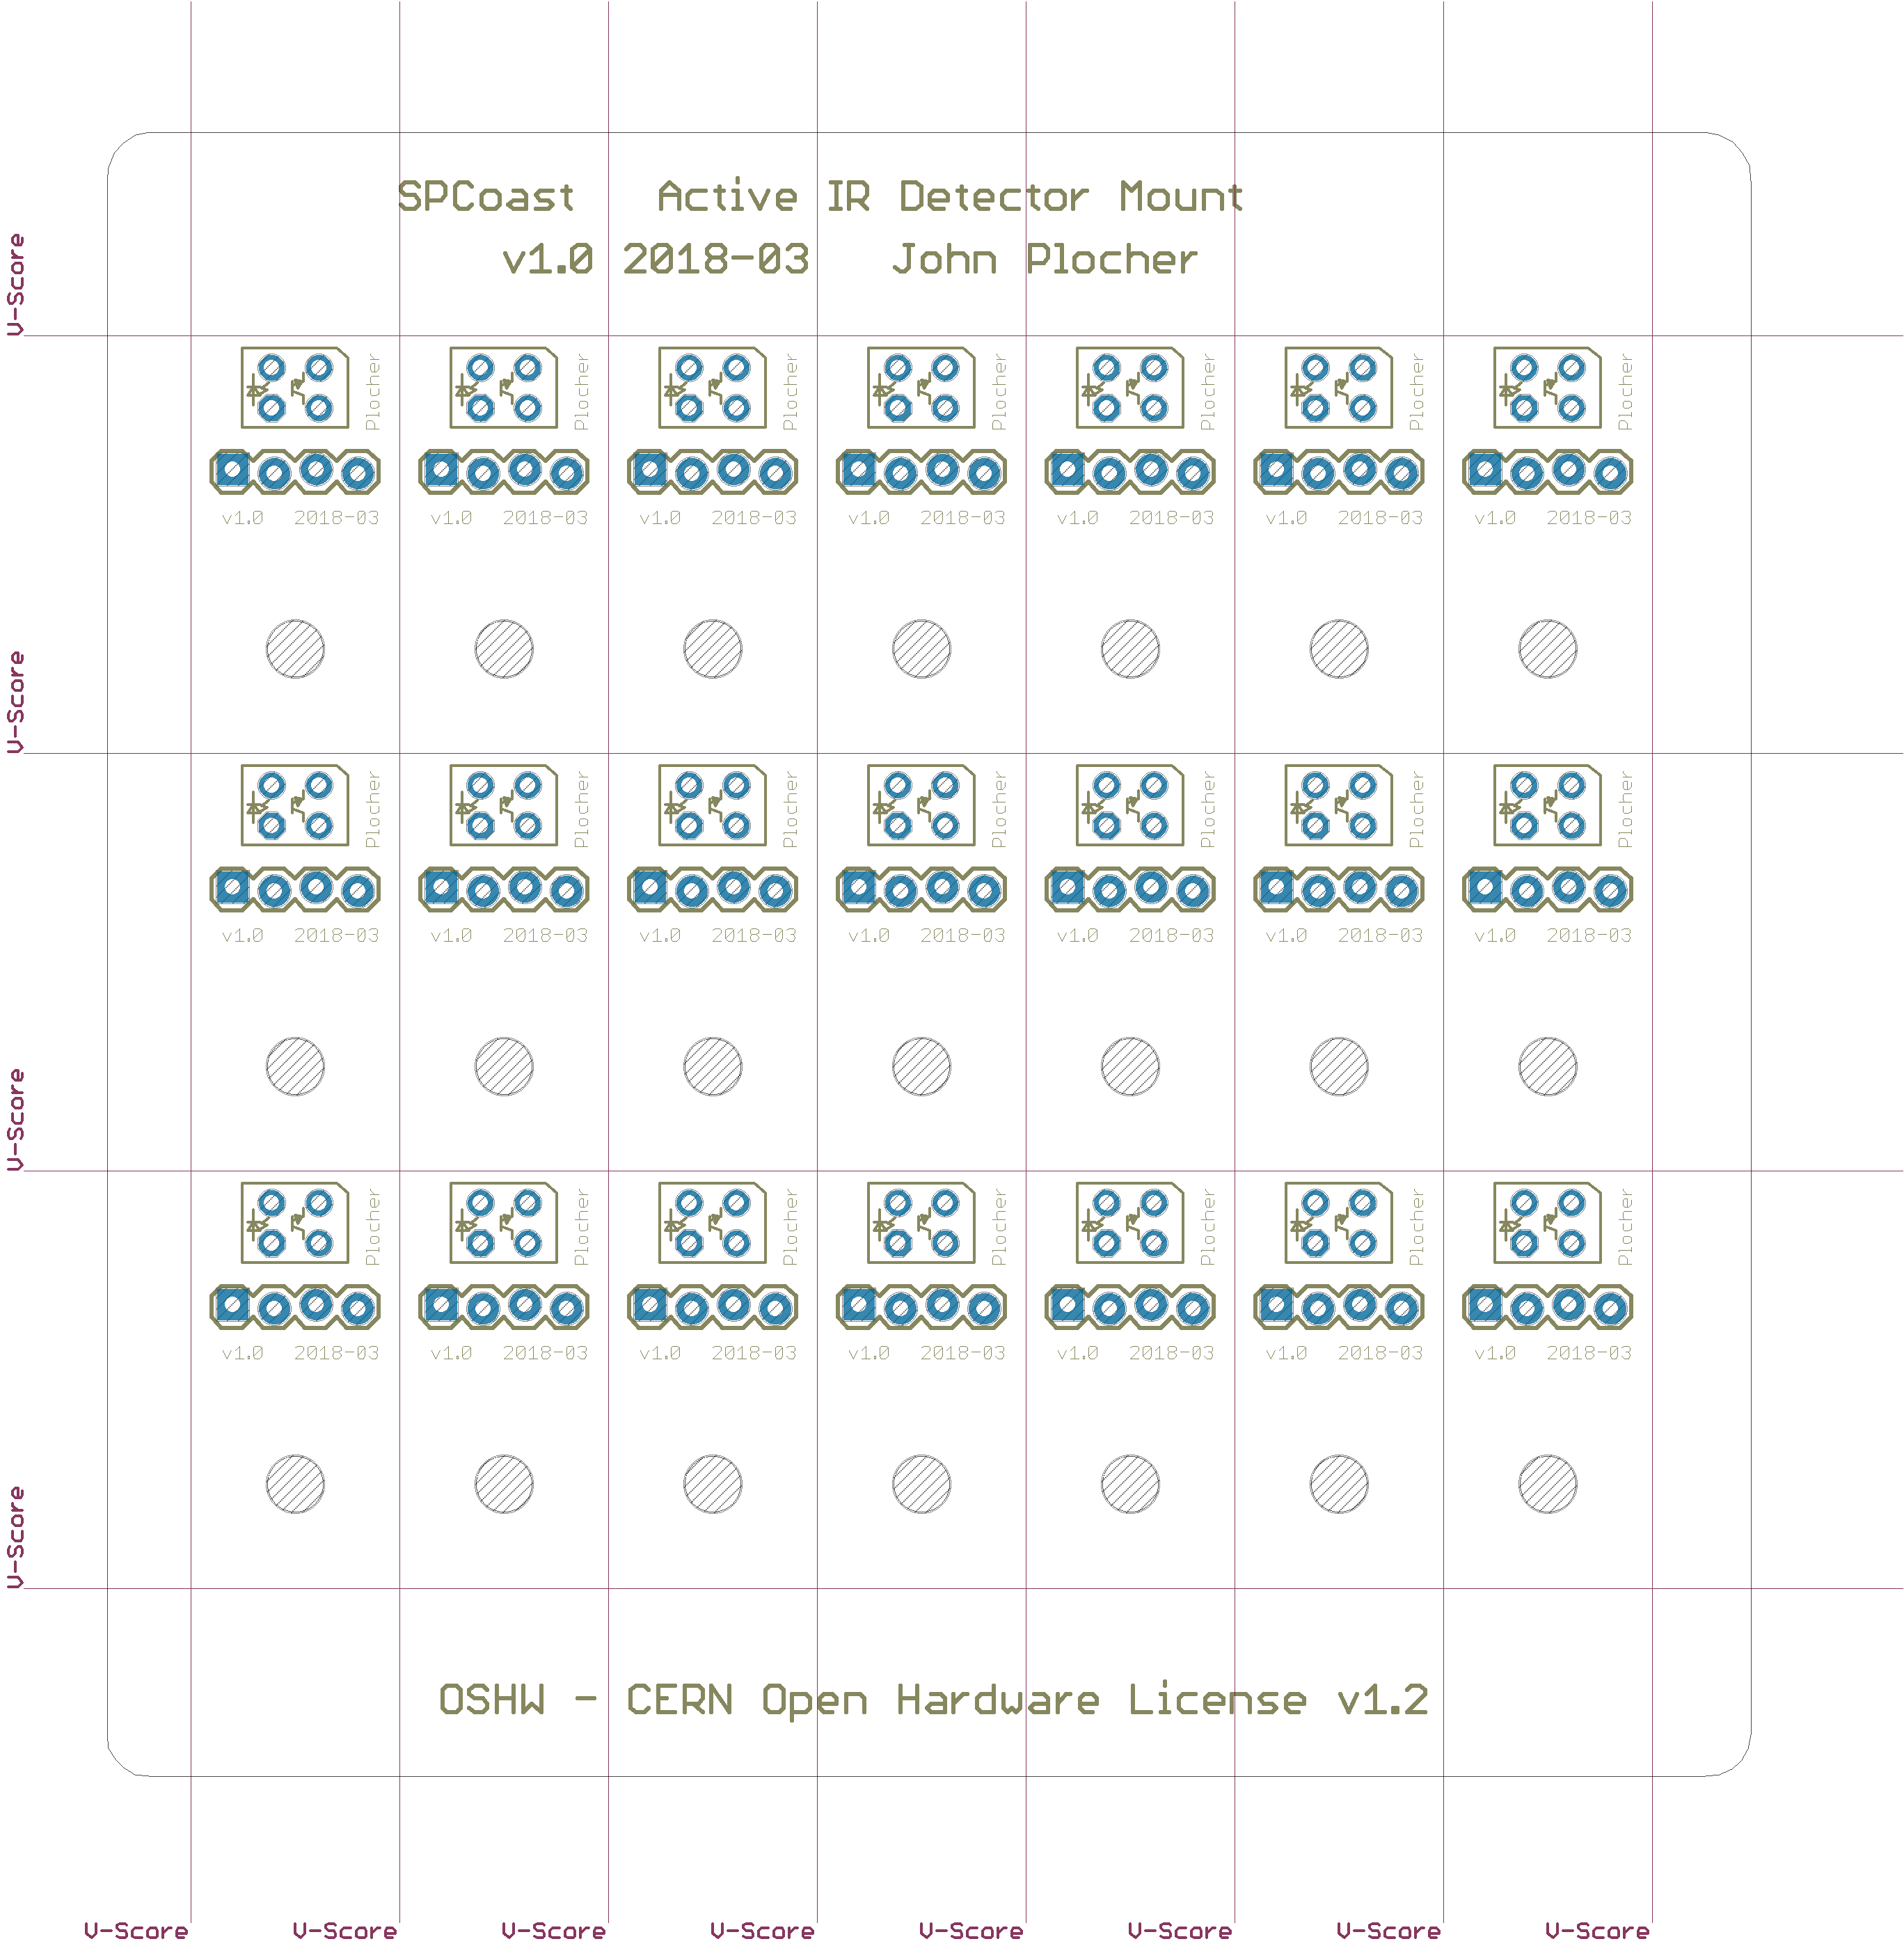 SPCoast Active IR Detector Mount
v1.0 2018-03 John Plocher
V-Score
Plocher Plocher Plocher Plocher Plocher Plocher Plocher
v1.0 2018-03 v1.0 2018-03 v1.0 2018-03 v1.0 2018-03 v1.0 2018-03 v1.0 2018-03 v1.0 2018-03
V-Score
Plocher Plocher Plocher Plocher Plocher Plocher Plocher
v1.0 2018-03 v1.0 2018-03 v1.0 2018-03 v1.0 2018-03 v1.0 2018-03 v1.0 2018-03 v1.0 2018-03
V-Score
Plocher Plocher Plocher Plocher Plocher Plocher Plocher
v1.0 2018-03 v1.0 2018-03 v1.0 2018-03 v1.0 2018-03 v1.0 2018-03 v1.0 2018-03 v1.0 2018-03
V-Score
OSHW - CERN Open Hardware License v1.2
V-Score V-Score V-Score V-Score V-Score V-Score V-Score V-Score